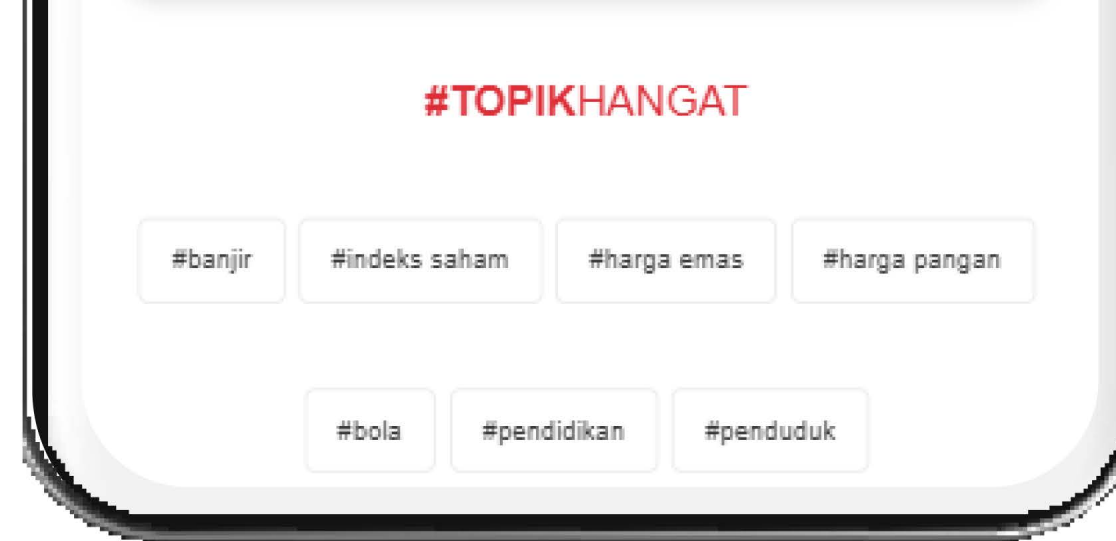 #TOPIKHANGAT
#banjir #indeks saham #harga emas #harga pangan
#bola #pendidikan #penduduk